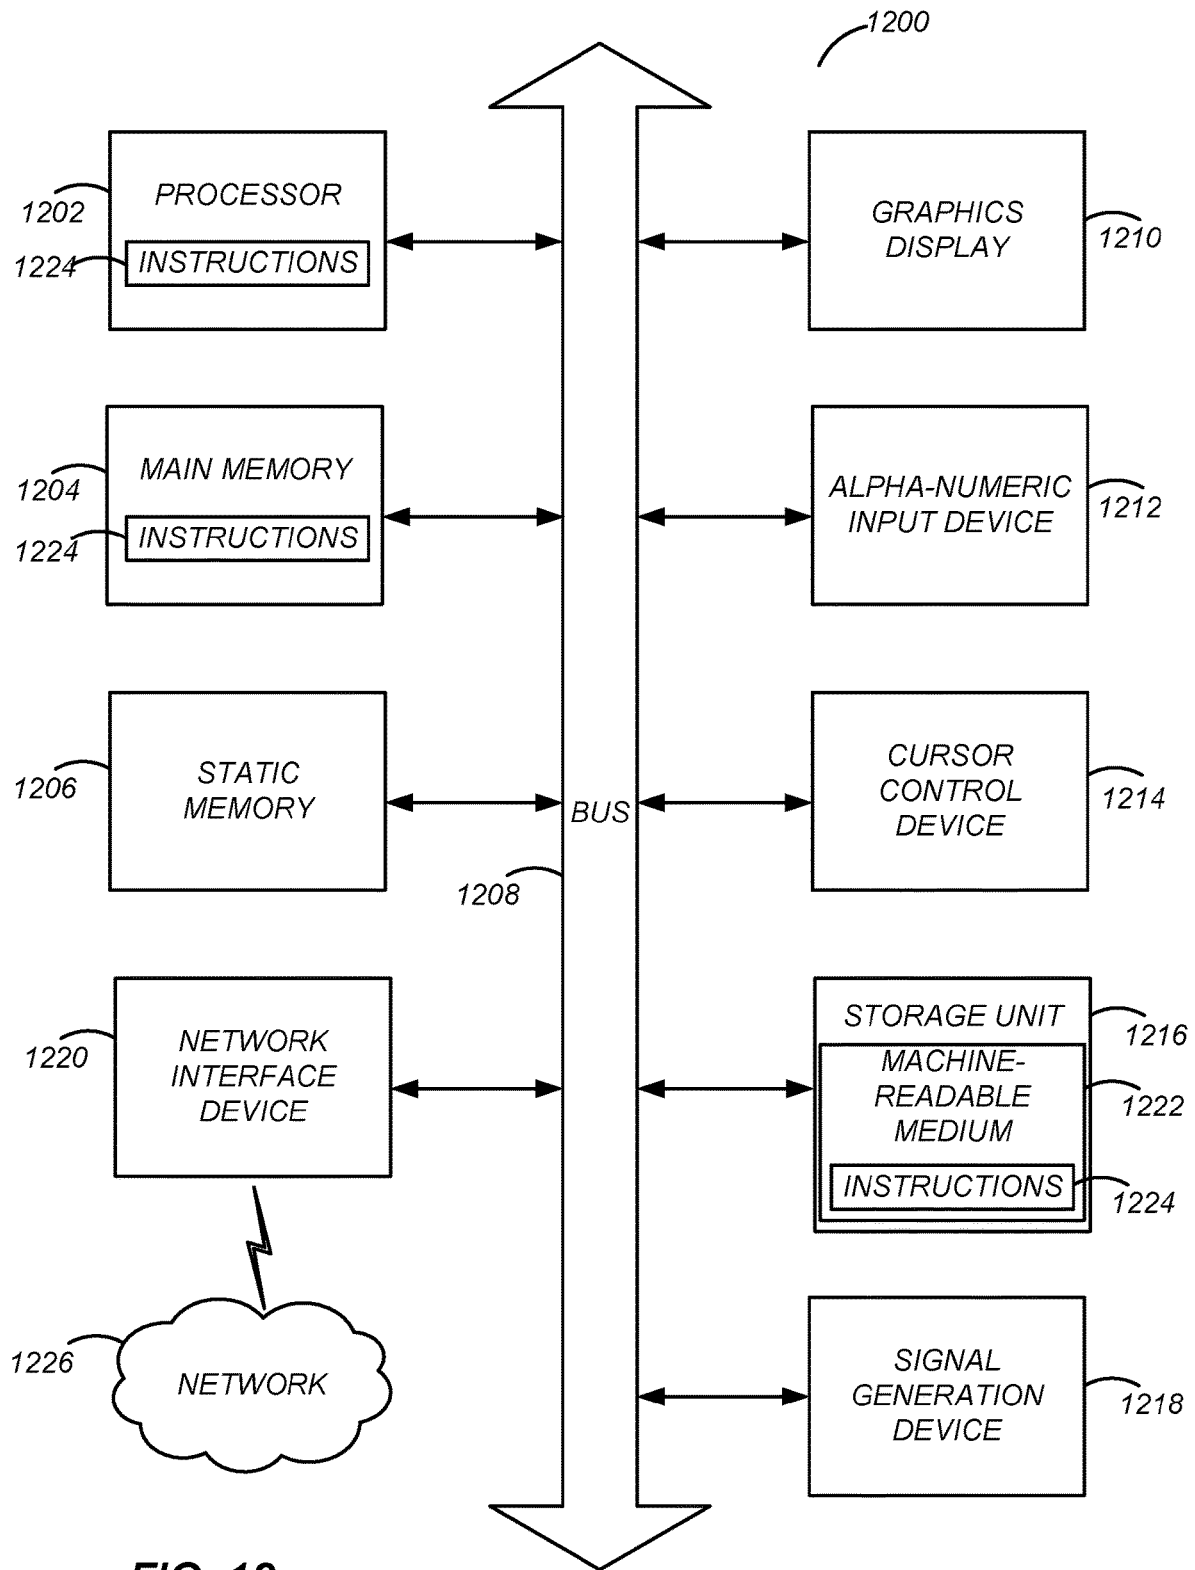 1200
PROCESSOR
1202
1224
INSTRUCTIONS
GRAPHICS
DISPLAY
1210
MAIN MEMORY
1204
1224
INSTRUCTIONS
ALPHA-NUMERIC
INPUT DEVICE
1212
STATIC
MEMORY
1206
BUS
1208
CURSOR
CONTROL
DEVICE
1214
NETWORK
INTERFACE
DEVICE
1220
STORAGE UNIT
1216
MACHINE-
READABLE
MEDIUM
1222
INSTRUCTIONS
1224
1226
NETWORK
SIGNAL
GENERATION
DEVICE
1218
FIG.